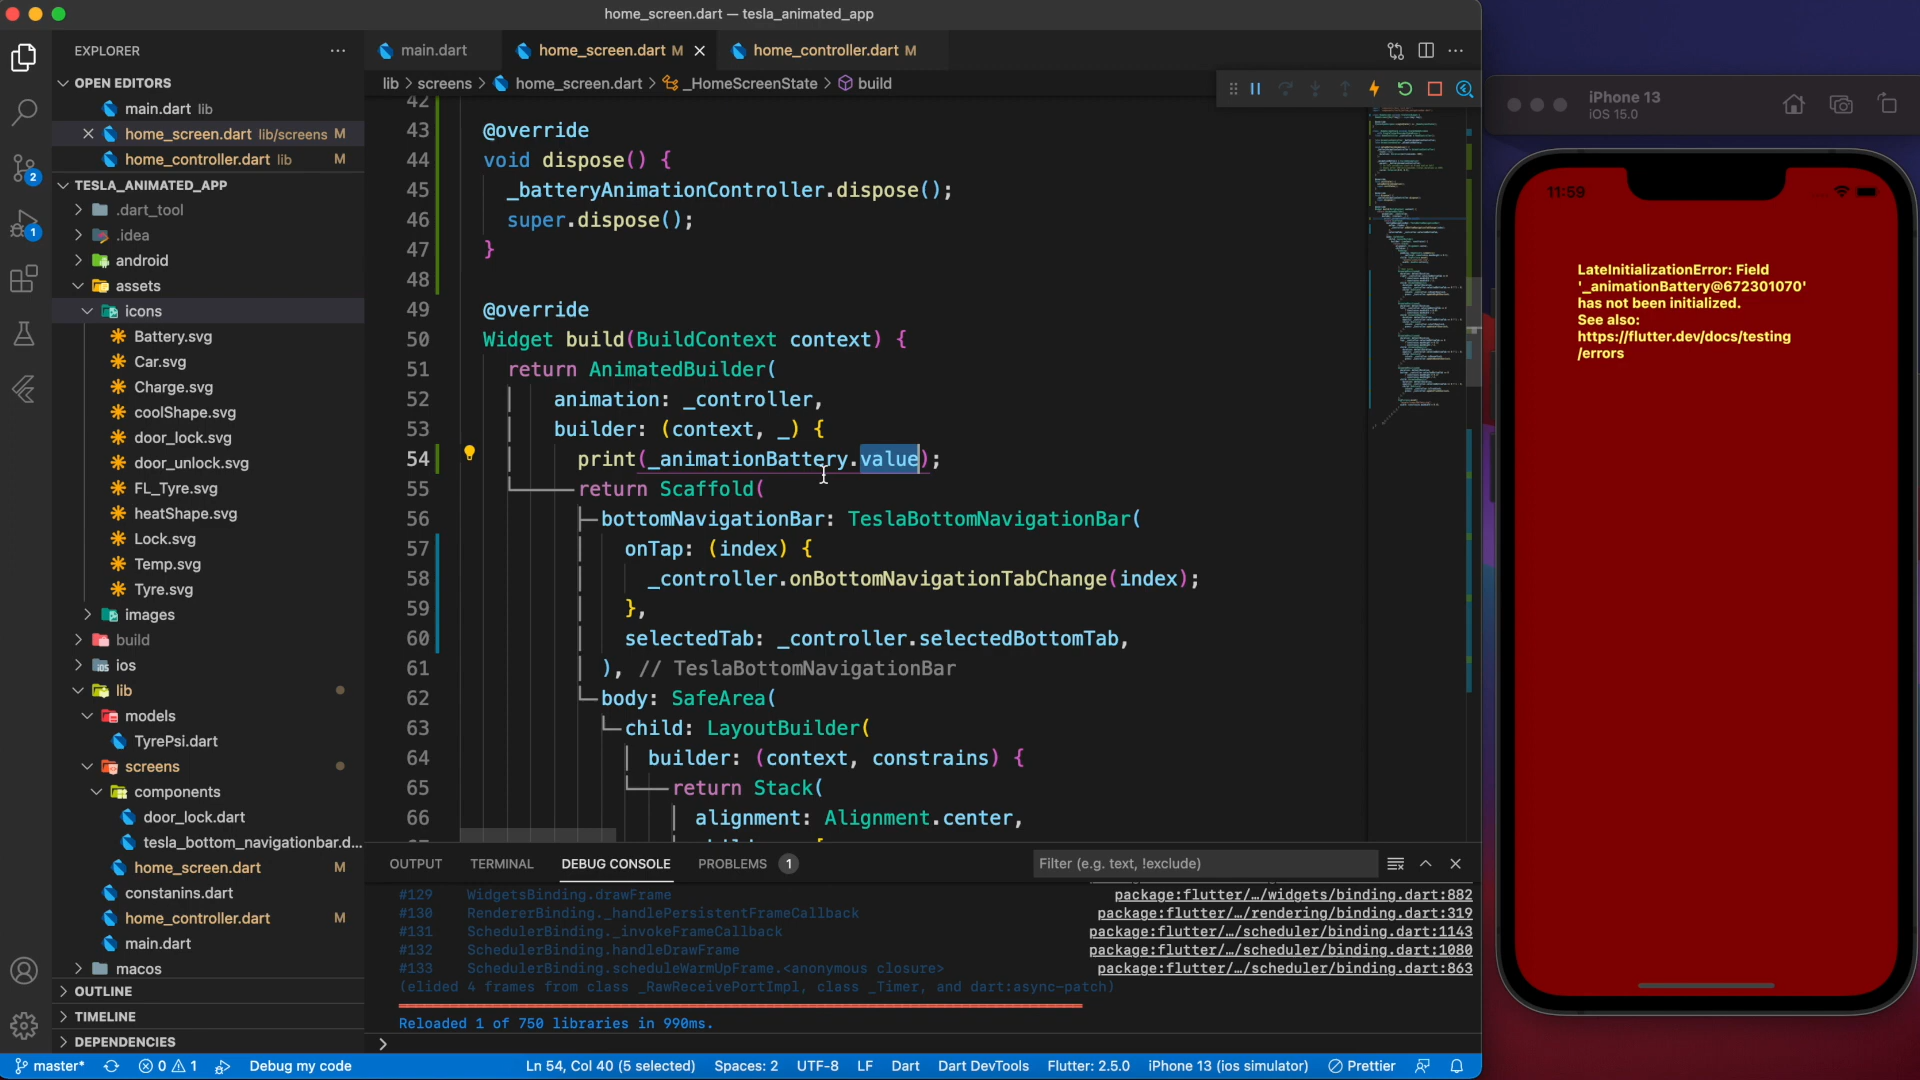 home_screen.dart — tesla_animated_app
EXPLORER
OPEN EDITORS
main.dart lib
home_screen.dart lib/screens M
home_controller.dart lib M
TESLA_ANIMATED_APP
.dart_tool
.idea
android
assets
icons
Battery.svg
Car.svg
Charge.svg
coolShape.svg
door_lock.svg
door_unlock.svg
FL_Tyre.svg
heatShape.svg
Lock.svg
Temp.svg
Tyre.svg
images
build
ios
lib
models
TyrePsi.dart
screens
components
door_lock.dart
tesla_bottom_navigationbar.d...
home_screen.dart M
constanins.dart
home_controller.dart M
main.dart
macos
OUTLINE
TIMELINE
DEPENDENCIES
2
1
main.dart
home_screen.dart M
home_controller.dart M
lib > screens > home_screen.dart > _HomeScreenState > build
42
43 @override
44 void dispose() {
45 _batteryAnimationController.dispose();
46 super.dispose();
47 }
48
49 @override
50 Widget build(BuildContext context) {
51 return AnimatedBuilder(
52 animation: _controller,
53 builder: (context, _) {
54 print(_animationBattery.value);
55 return Scaffold(
56 bottomNavigationBar: TeslaBottomNavigationBar(
57 onTap: (index) {
58 _controller.onBottomNavigationTabChange(index);
59 },
60 selectedTab: _controller.selectedBottomTab,
61 ), // TeslaBottomNavigationBar
62 body: SafeArea(
63 child: LayoutBuilder(
64 builder: (context, constrains) {
65 return Stack(
66 alignment: Alignment.center,
OUTPUT TERMINAL DEBUG CONSOLE PROBLEMS 1
Filter (e.g. text, !exclude)
#129 WidgetsBinding.drawFrame package:flutter/…/widgets/binding.dart:882
#130 RendererBinding._handlePersistentFrameCallback package:flutter/…/rendering/binding.dart:319
#131 SchedulerBinding._invokeFrameCallback package:flutter/…/scheduler/binding.dart:1143
#132 SchedulerBinding.handleDrawFrame package:flutter/…/scheduler/binding.dart:1080
#133 SchedulerBinding.scheduleWarmUpFrame.<anonymous closure> package:flutter/…/scheduler/binding.dart:863
(elided 4 frames from class _RawReceivePortImpl, class _Timer, and dart:async-patch)
Reloaded 1 of 750 libraries in 990ms.
master* 0 1 Debug my code Ln 54, Col 40 (5 selected) Spaces: 2 UTF-8 LF Dart Dart DevTools Flutter: 2.5.0 iPhone 13 (ios simulator) Prettier
iPhone 13
iOS 15.0
11:59
LateInitializationError: Field
'_animationBattery@672301070'
has not been initialized.
See also:
https://flutter.dev/docs/testing
/errors